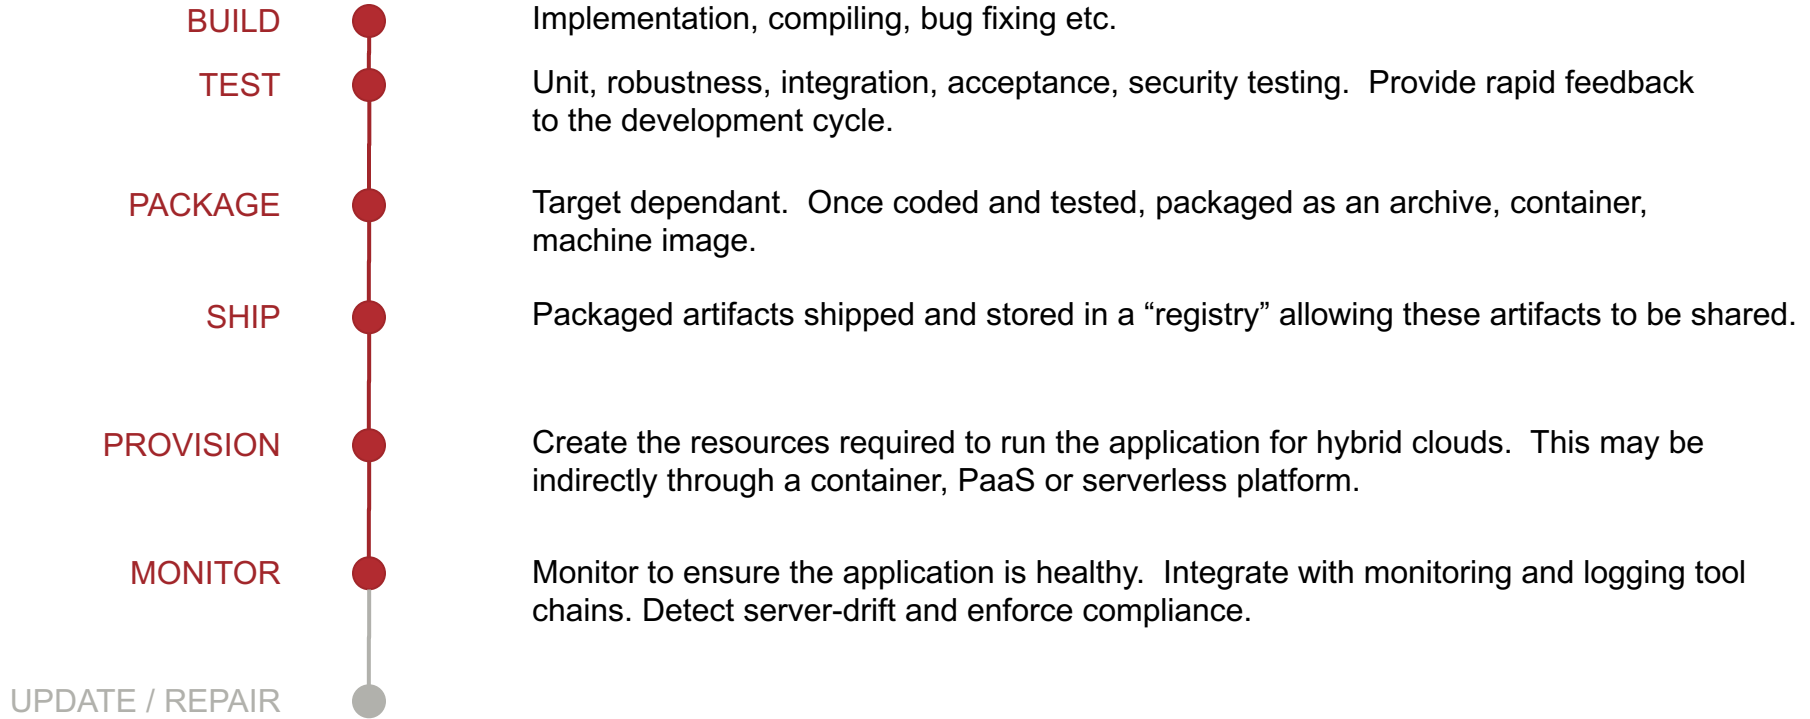 BUILD
Implementation, compiling, bug fixing etc.
TEST
Unit, robustness, integration, acceptance, security testing.  Provide rapid feedback
to the development cycle.
PACKAGE
Target dependant.  Once coded and tested, packaged as an archive, container,
machine image.
SHIP
Packaged artifacts shipped and stored in a “registry” allowing these artifacts to be shared.
PROVISION
Create the resources required to run the application for hybrid clouds.  This may be
indirectly through a container, PaaS or serverless platform.
MONITOR
Monitor to ensure the application is healthy.  Integrate with monitoring and logging tool
chains. Detect server-drift and enforce compliance.
UPDATE / REPAIR